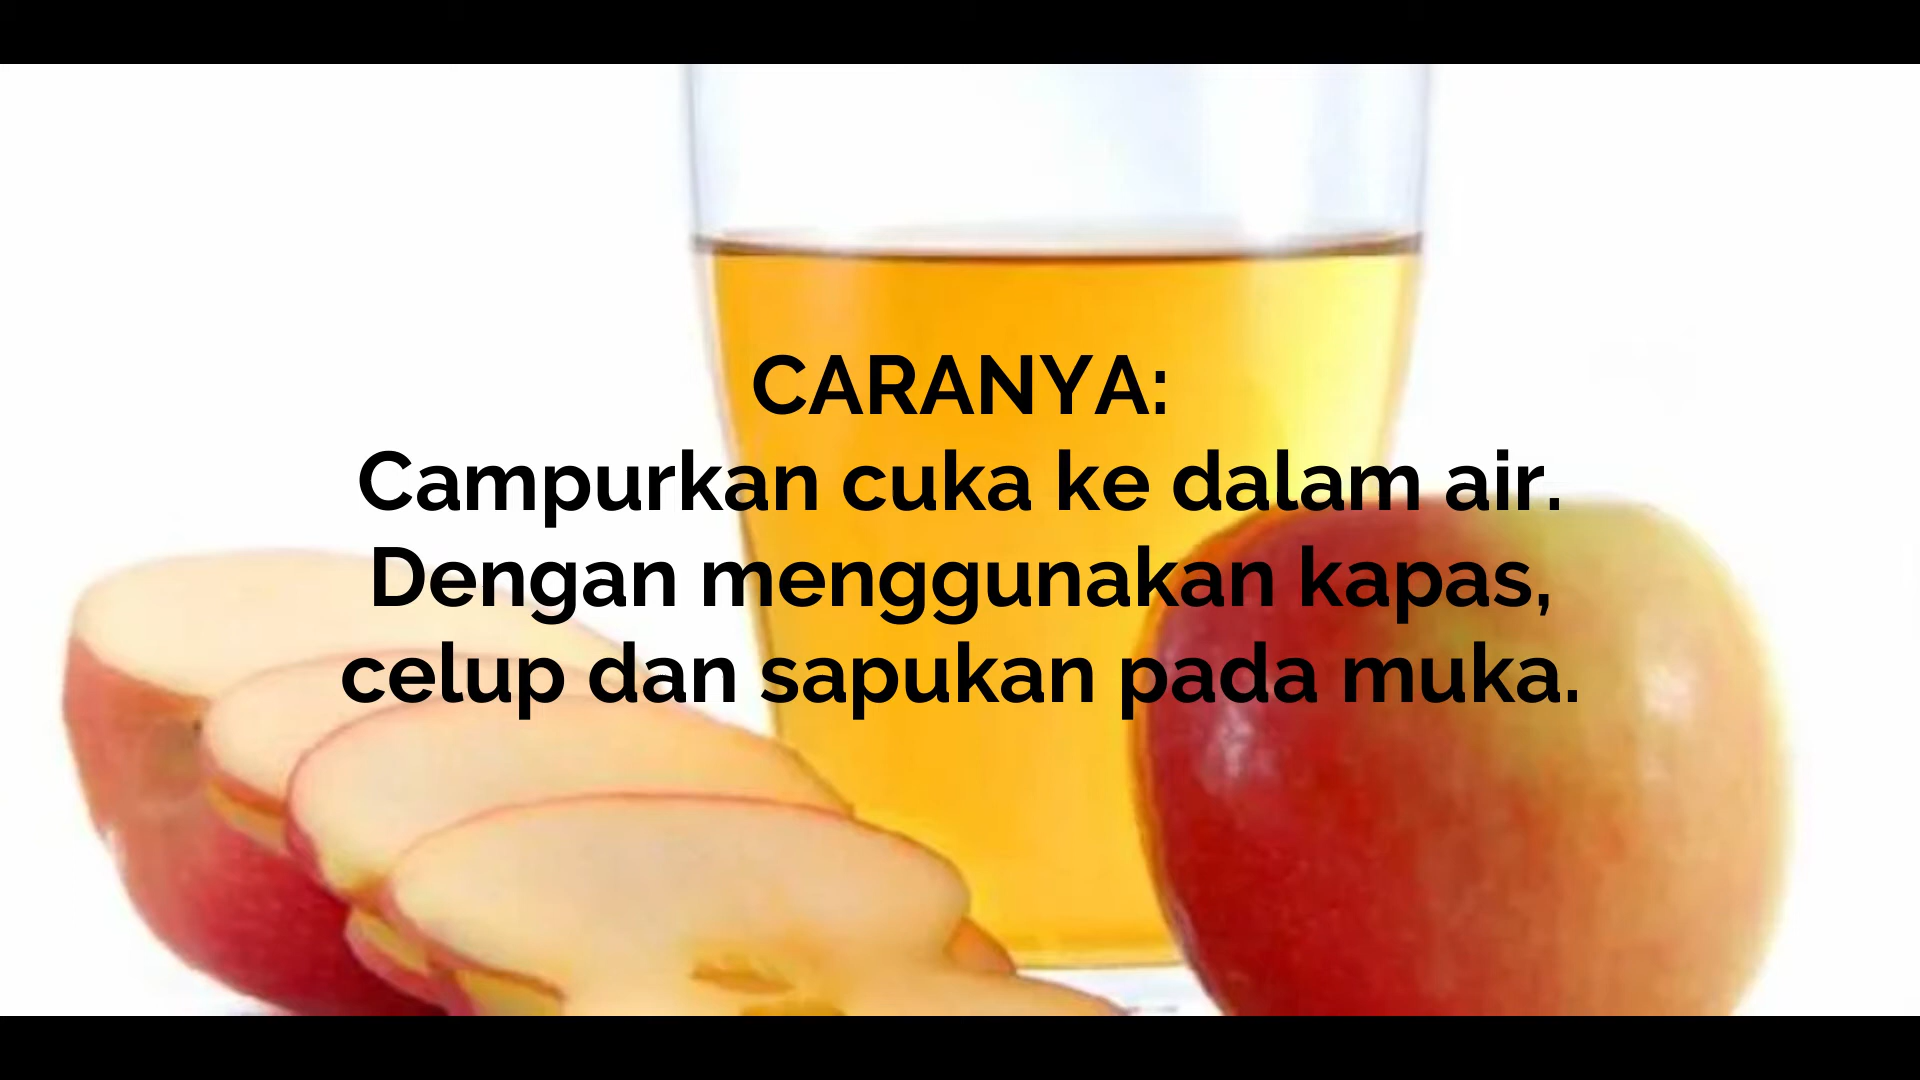 CARANYA:
Campurkan cuka ke dalam air.
Dengan menggunakan kapas,
celup dan sapukan pada muka.